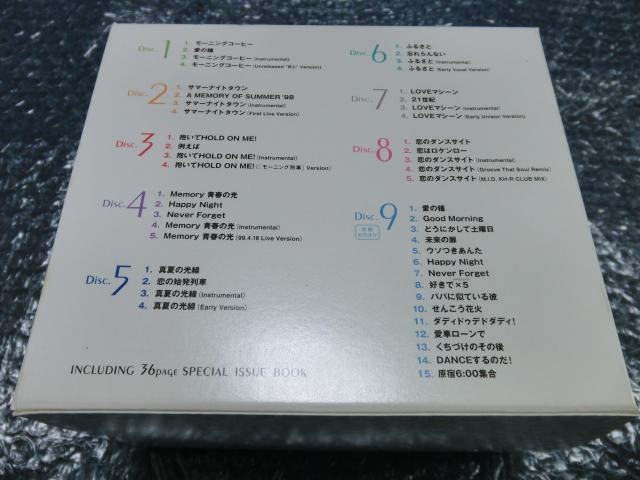 Disc. 1
1. モーニングコーヒー
2. 愛の種
3. モーニングコーヒー (Instrumental)
4. モーニングコーヒー (Unreleased Version)
Disc. 2
1. サマーナイトタウン
2. A MEMORY OF SUMMER '98
3. サマーナイトタウン (Instrumental)
4. サマーナイトタウン (First Live Version)
Disc. 3
1. 抱いてHOLD ON ME!
2. 例えば
3. 抱いてHOLD ON ME! (Instrumental)
4. 抱いてHOLD ON ME! (「モーニング刑事」Version)
Disc. 4
1. Memory 青春の光
2. Happy Night
3. Never Forget
4. Memory 青春の光 (Instrumental)
5. Memory 青春の光 (99.4.18 Live Version)
Disc. 5
1. 真夏の光線
2. 恋の始発列車
3. 真夏の光線 (Instrumental)
4. 真夏の光線 (Early Version)
INCLUDING 36PAGE SPECIAL ISSUE BOOK
Disc. 6
1. ふるさと
2. 忘れらんない
3. ふるさと (Instrumental)
4. ふるさと (Early Vocal Version)
Disc. 7
1. LOVEマシーン
2. 21世紀
3. LOVEマシーン (Instrumental)
4. LOVEマシーン (Early Unison Version)
Disc. 8
1. 恋のダンスサイト
2. 恋はロケンロー
3. 恋のダンスサイト (Instrumental)
4. 恋のダンスサイト (Groove That Soul Remix)
5. 恋のダンスサイト (M.I.D. KH-R CLUB MIX)
Disc. 9
全曲
カラオケ
1. 愛の種
2. Good Morning
3. どうにかして土曜日
4. 未来の扉
5. ウソつきあんた
6. Happy Night
7. Never Forget
8. 好きで×5
9. パパに似ている彼
10. せんこう花火
11. ダディドゥデドダディ!
12. 愛車ローンで
13. くちづけのその後
14. DANCEするのだ!
15. 原宿6:00集合